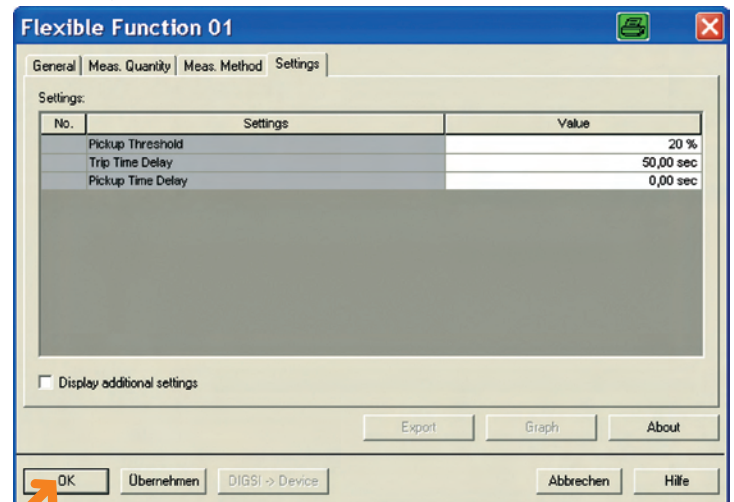 Flexible Function 01
General Meas. Quantity Meas. Method Settings
Settings:
No. Settings Value
Pickup Threshold 20 %
Trip Time Delay 50,00 sec
Pickup Time Delay 0,00 sec
Display additional settings
Export Graph About
OK Übernehmen DIGSI -> Device Abbrechen Hilfe